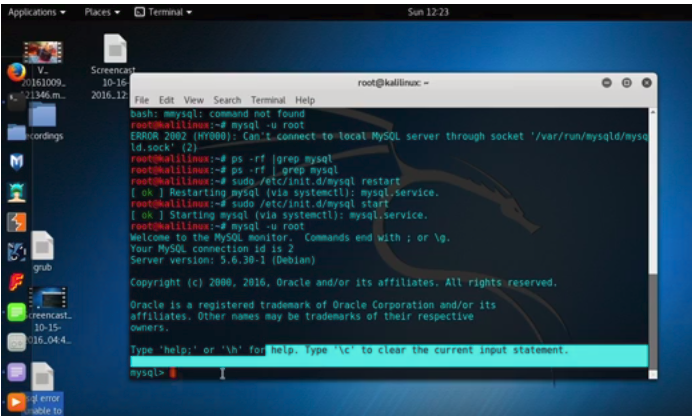 Applications Places Terminal Sun 12:23
V_
20161009_
121346.m...
Screencast
10-16-
2016_12:
root@kalilinux: ~
File Edit View Search Terminal Help
bash: mmysql: command not found
root@kalilinux:~# mysql -u root
ERROR 2002 (HY000): Can't connect to local MySQL server through socket '/var/run/mysqld/mysq
ld.sock' (2)
root@kalilinux:~# ps -rf |grep mysql
root@kalilinux:~# ps -rf | grep mysql
root@kalilinux:~# sudo /etc/init.d/mysql restart
[ ok ] Restarting mysql (via systemctl): mysql.service.
root@kalilinux:~# sudo /etc/init.d/mysql start
[ ok ] Starting mysql (via systemctl): mysql.service.
root@kalilinux:~# mysql -u root
Welcome to the MySQL monitor. Commands end with ; or \g.
Your MySQL connection id is 2
Server version: 5.6.30-1 (Debian)
Copyright (c) 2000, 2016, Oracle and/or its affiliates. All rights reserved.
Oracle is a registered trademark of Oracle Corporation and/or its
affiliates. Other names may be trademarks of their respective
owners.
Type 'help;' or '\h' for help. Type '\c' to clear the current input statement.
mysql>
ecordings
grub
creencast_
10-15-
016_04:4...
sql error
nable to